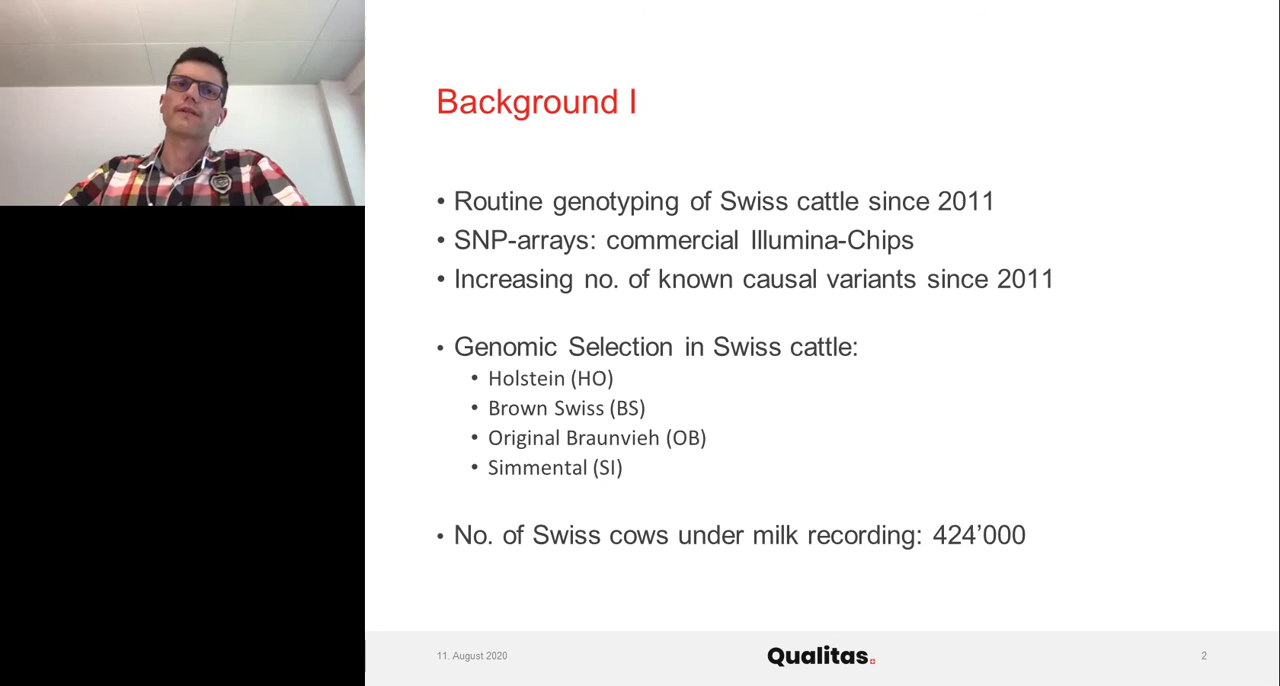 Background I
• Routine genotyping of Swiss cattle since 2011
• SNP-arrays: commercial Illumina-Chips
• Increasing no. of known causal variants since 2011
• Genomic Selection in Swiss cattle:
• Holstein (HO)
• Brown Swiss (BS)
• Original Braunvieh (OB)
• Simmental (SI)
• No. of Swiss cows under milk recording: 424’000
11. August 2020
Qualitas.
2